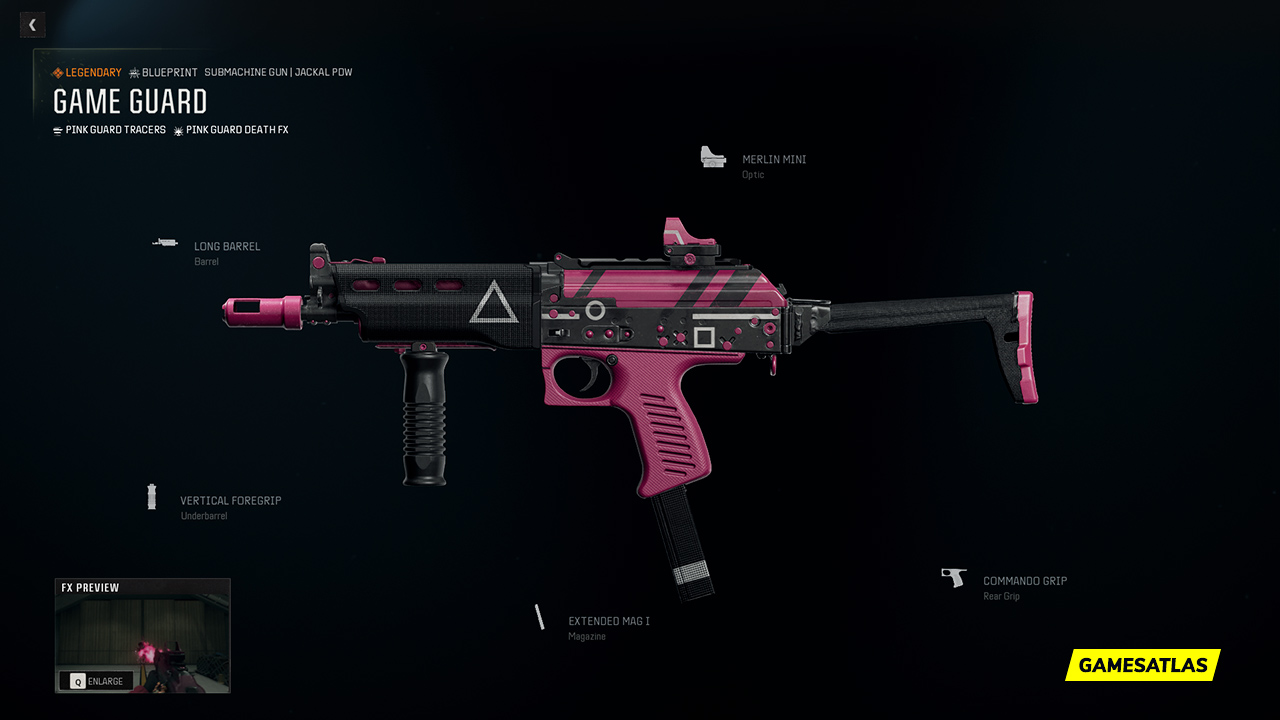 LEGENDARY BLUEPRINT SUBMACHINE GUN | JACKAL PDW
GAME GUARD
PINK GUARD TRACERS PINK GUARD DEATH FX
MERLIN MINI
Optic
LONG BARREL
Barrel
VERTICAL FOREGRIP
Underbarrel
FX PREVIEW
Q ENLARGE
EXTENDED MAG I
Magazine
COMMANDO GRIP
Rear Grip
GAMESATLAS